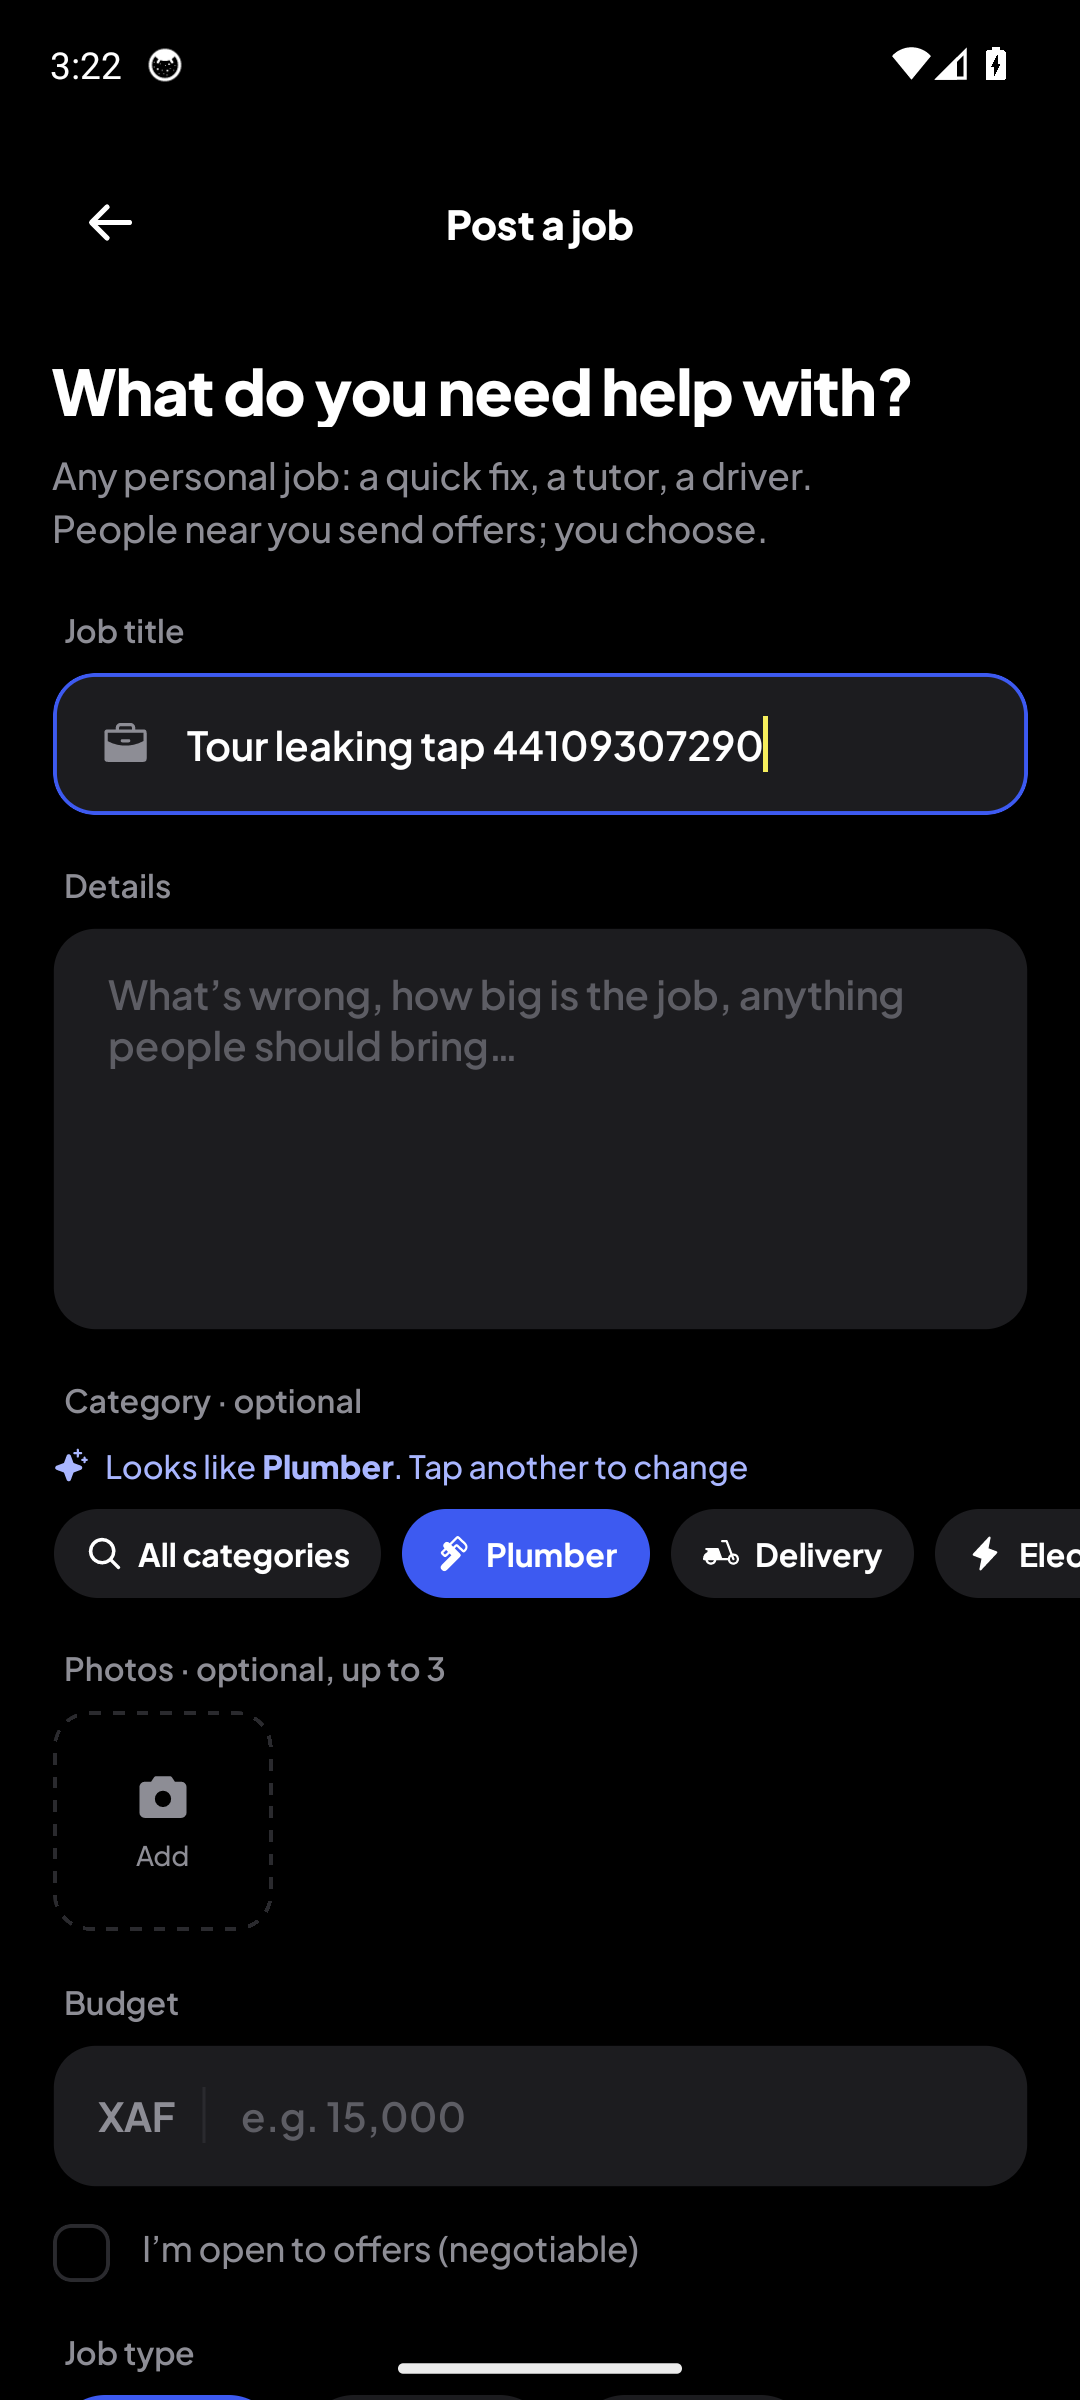 3:22
Post a job
What do you need help with?
Any personal job: a quick fix, a tutor, a driver.
People near you send offers; you choose.
Job title
Tour leaking tap 44109307290
Details
What’s wrong, how big is the job, anything
people should bring…
Category · optional
Looks like Plumber. Tap another to change
All categories
Plumber
Delivery
Elec
Photos · optional, up to 3
Add
Budget
XAF
e.g. 15,000
I’m open to offers (negotiable)
Job type